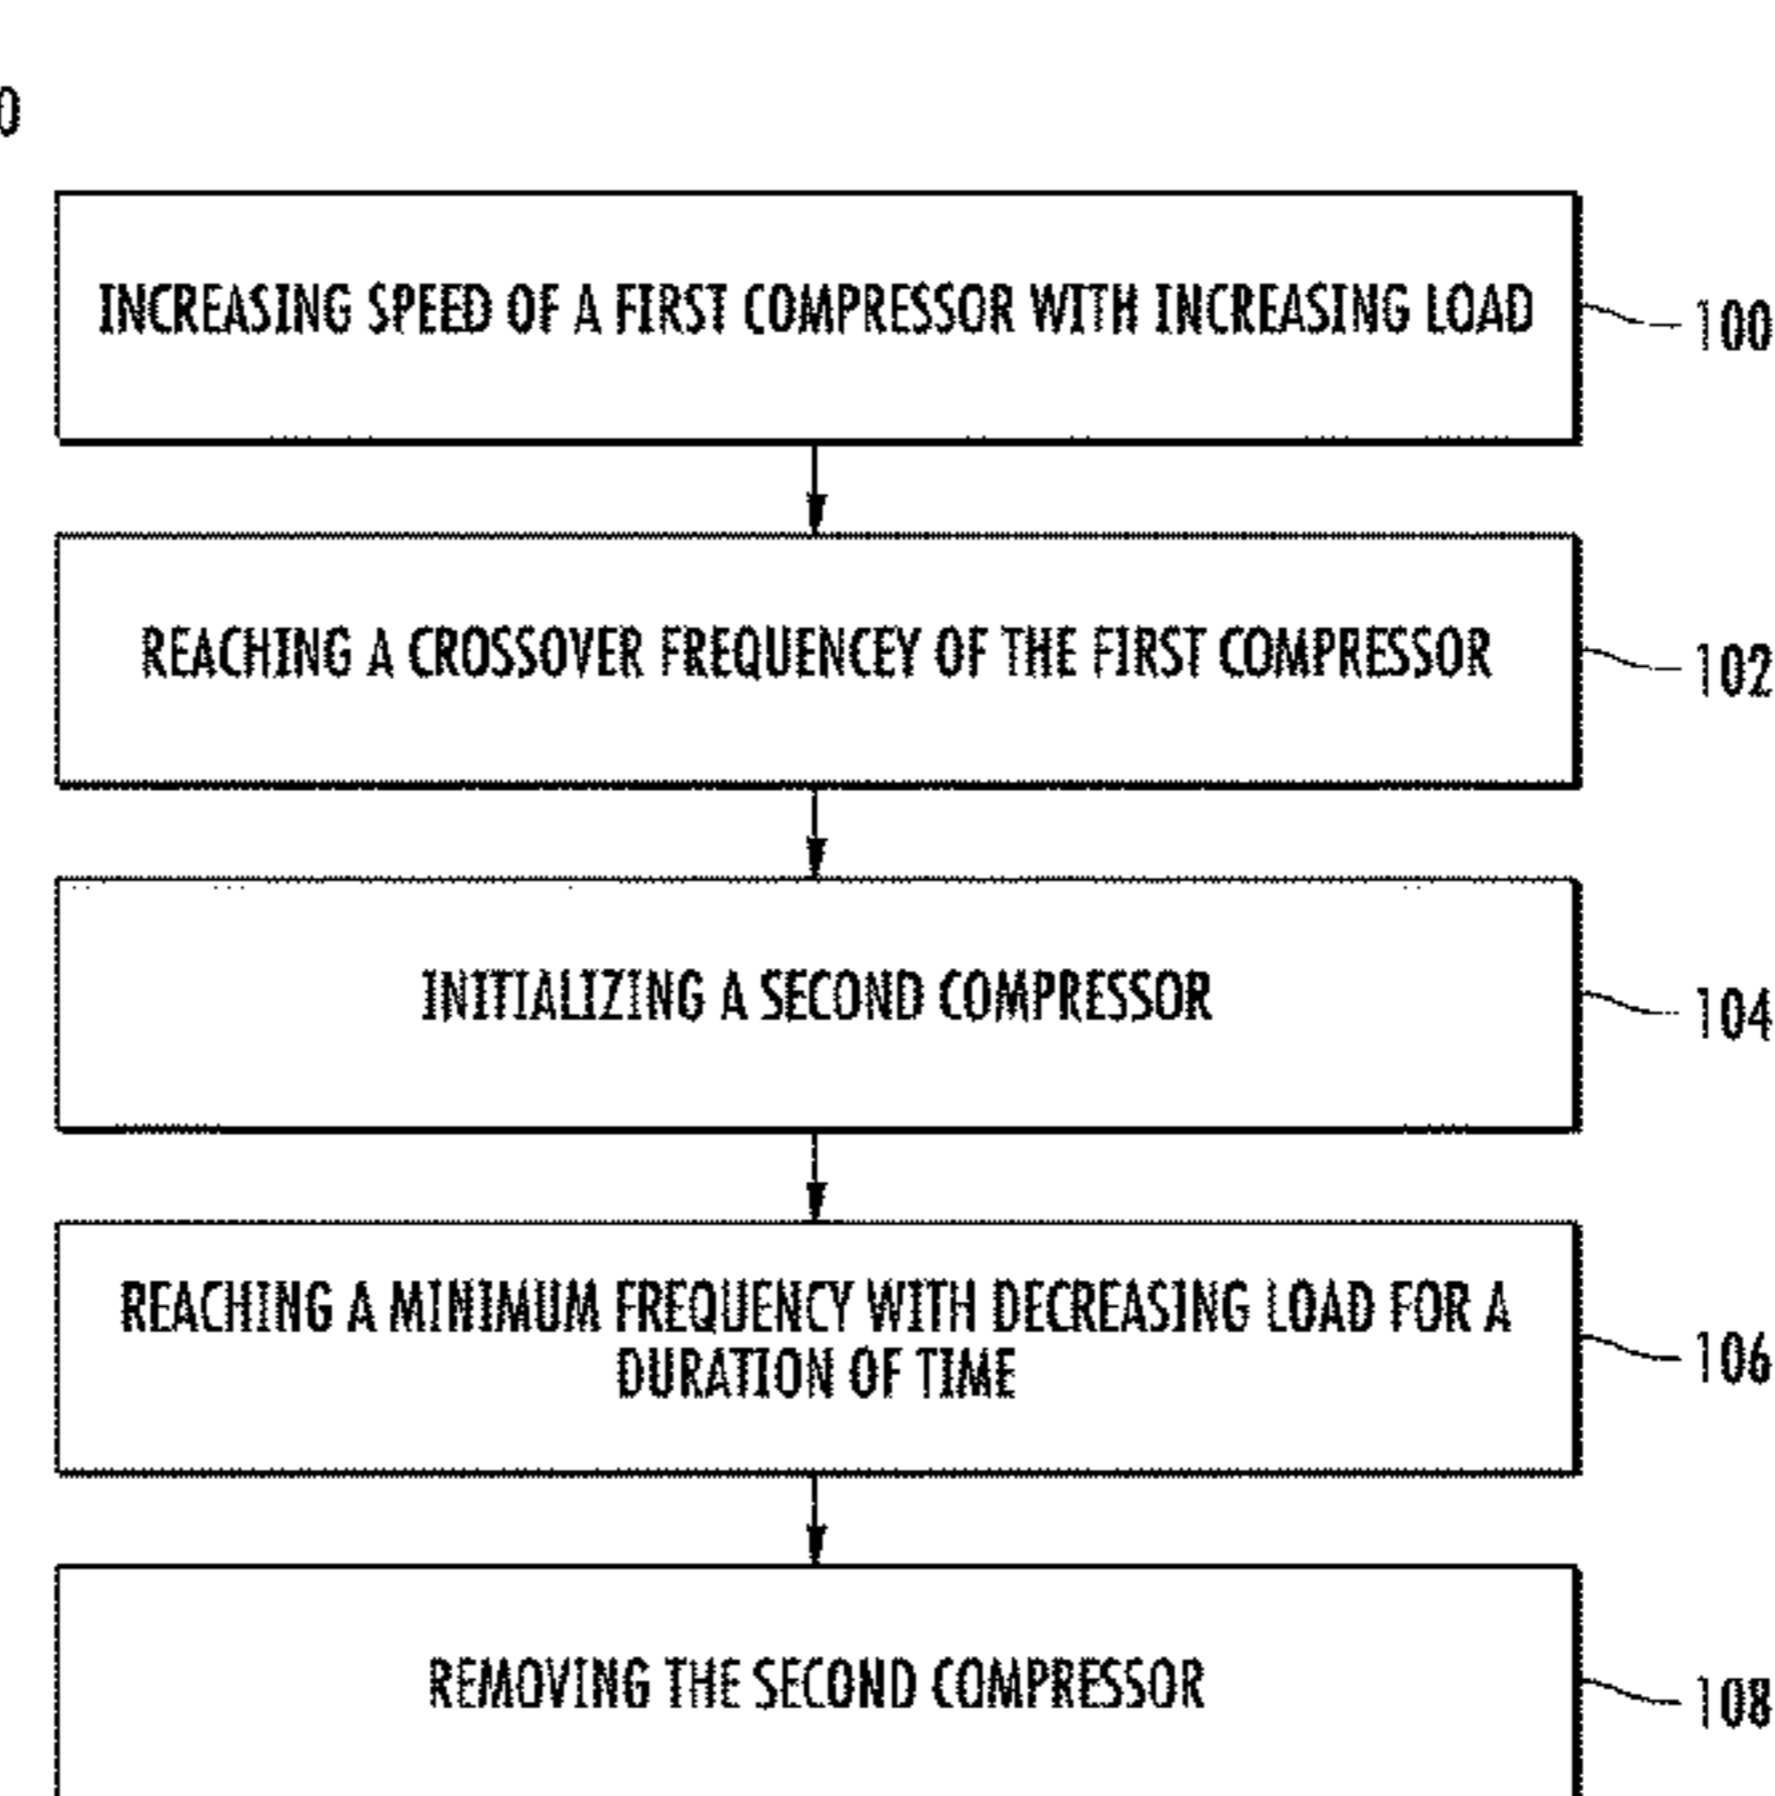 0
INCREASING SPEED OF A FIRST COMPRESSOR WITH INCREASING LOAD
100
REACHING A CROSSOVER FREQUENCEY OF THE FIRST COMPRESSOR
102
INITIALIZING A SECOND COMPRESSOR
104
REACHING A MINIMUM FREQUENCY WITH DECREASING LOAD FOR A
DURATION OF TIME
106
REMOVING THE SECOND COMPRESSOR
108